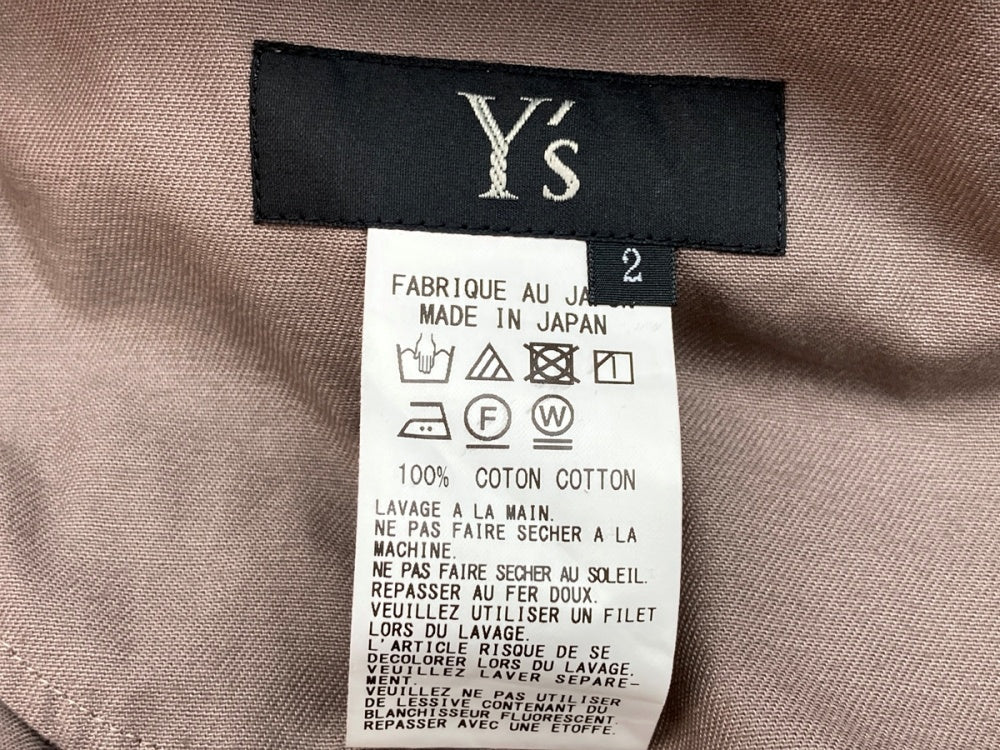 Y's
2
FABRIQUE AU
MADE IN JAPAN
F
W
100% COTON COTTON
LAVAGE A LA MAIN.
NE PAS FAIRE SECHER A LA
MACHINE.
NE PAS FAIRE SECHER AU SOLEIL.
REPASSER AU FER DOUX.
VEUILLEZ UTILISER UN FILET
LORS DU LAVAGE.
L'ARTICLE RISQUE DE SE
DECOLORER LORS DU LAVAGE.
VEUILLEZ LAVER SEPARE-
MENT.
VEUILLEZ NE PAS UTILISER
DE LESSIVE CONTENANT DU
BLANCHISSEUR FLUORESCENT.
REPASSER AVEC UNE ETOFFE.